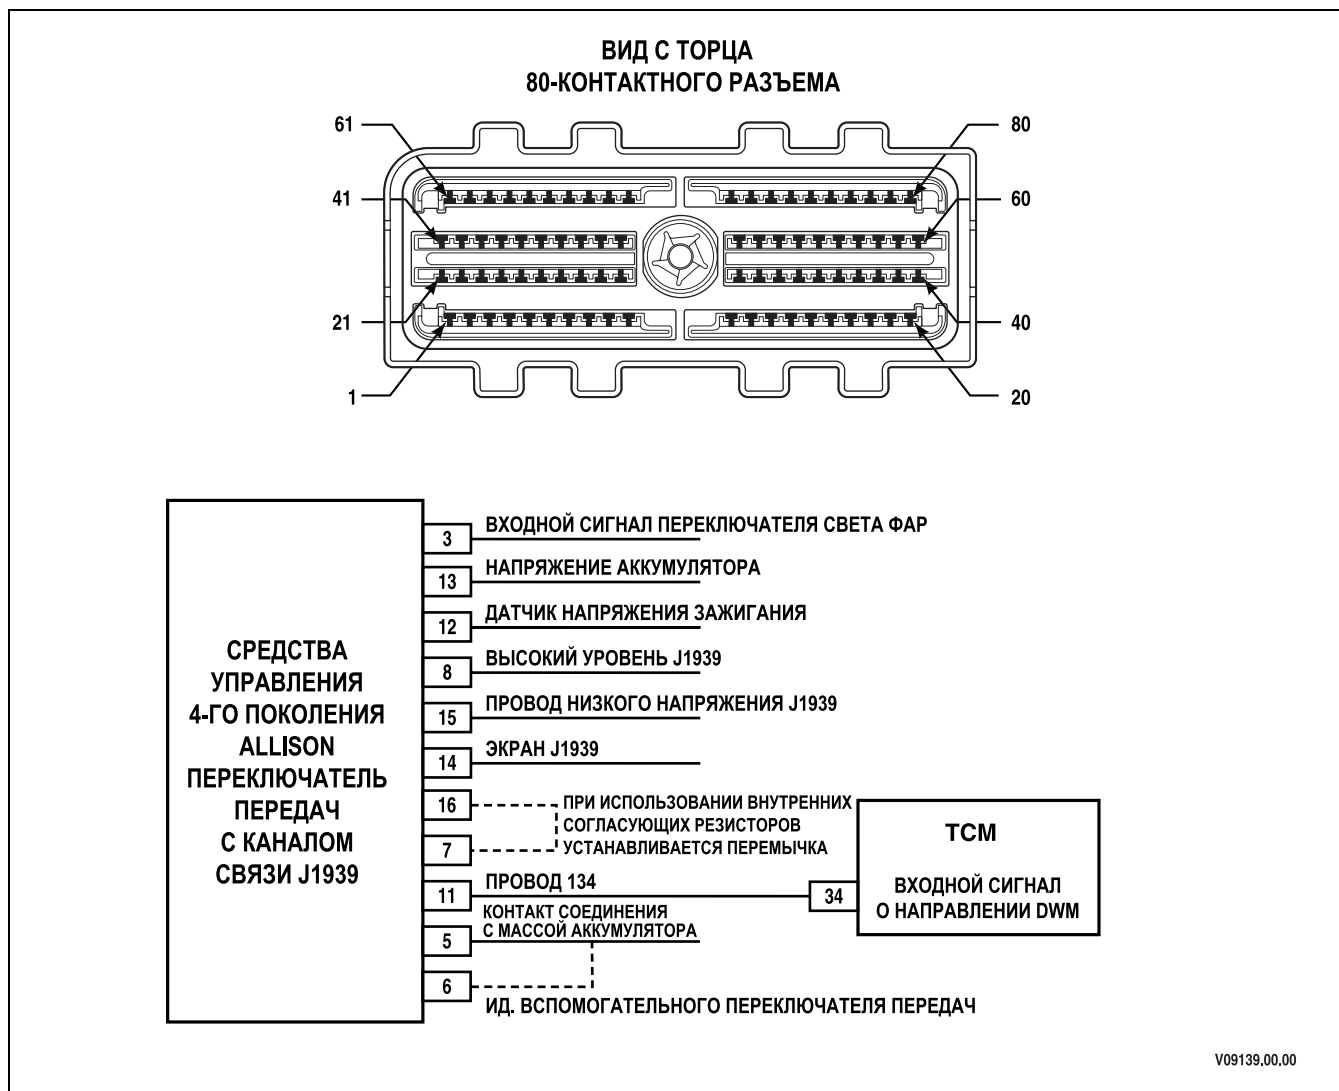 ВИД С ТОРЦА
80-КОНТАКТНОГО РАЗЪЕМА
61
80
41
60
21
40
1
20
3
ВХОДНОЙ СИГНАЛ ПЕРЕКЛЮЧАТЕЛЯ СВЕТА ФАР
13
НАПРЯЖЕНИЕ АККУМУЛЯТОРА
12
ДАТЧИК НАПРЯЖЕНИЯ ЗАЖИГАНИЯ
8
ВЫСОКИЙ УРОВЕНЬ J1939
15
ПРОВОД НИЗКОГО НАПРЯЖЕНИЯ J1939
14
ЭКРАН J1939
СРЕДСТВА
УПРАВЛЕНИЯ
4-ГО ПОКОЛЕНИЯ
ALLISON
ПЕРЕКЛЮЧАТЕЛЬ
ПЕРЕДАЧ
С КАНАЛОМ
СВЯЗИ J1939
16
7
ПРИ ИСПОЛЬЗОВАНИИ ВНУТРЕННИХ
СОГЛАСУЮЩИХ РЕЗИСТОРОВ
УСТАНАВЛИВАЕТСЯ ПЕРЕМЫЧКА
11
ПРОВОД 134
34
TCM
ВХОДНОЙ СИГНАЛ
О НАПРАВЛЕНИИ DWM
5
КОНТАКТ СОЕДИНЕНИЯ
С МАССОЙ АККУМУЛЯТОРА
6
ИД. ВСПОМОГАТЕЛЬНОГО ПЕРЕКЛЮЧАТЕЛЯ ПЕРЕДАЧ
V09139.00.00